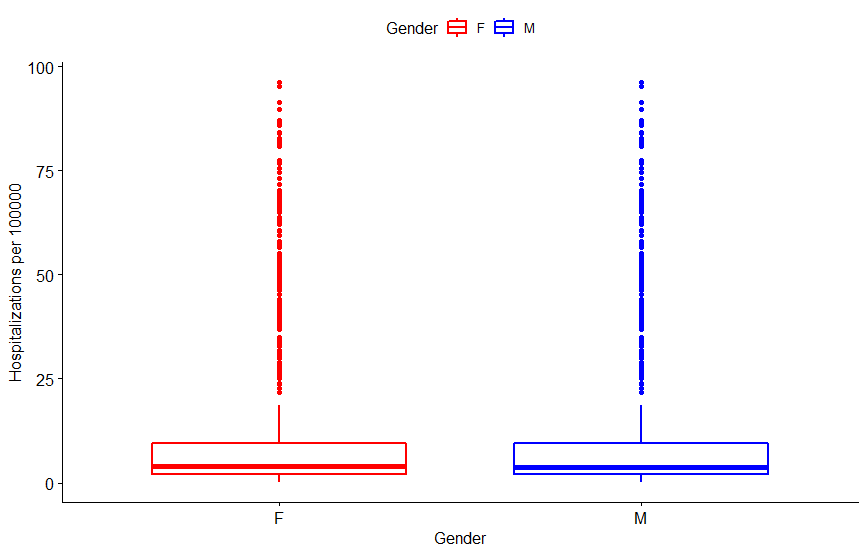 Gender F M
100
75
50
25
0
Hospitalizations per 100000
F M
Gender